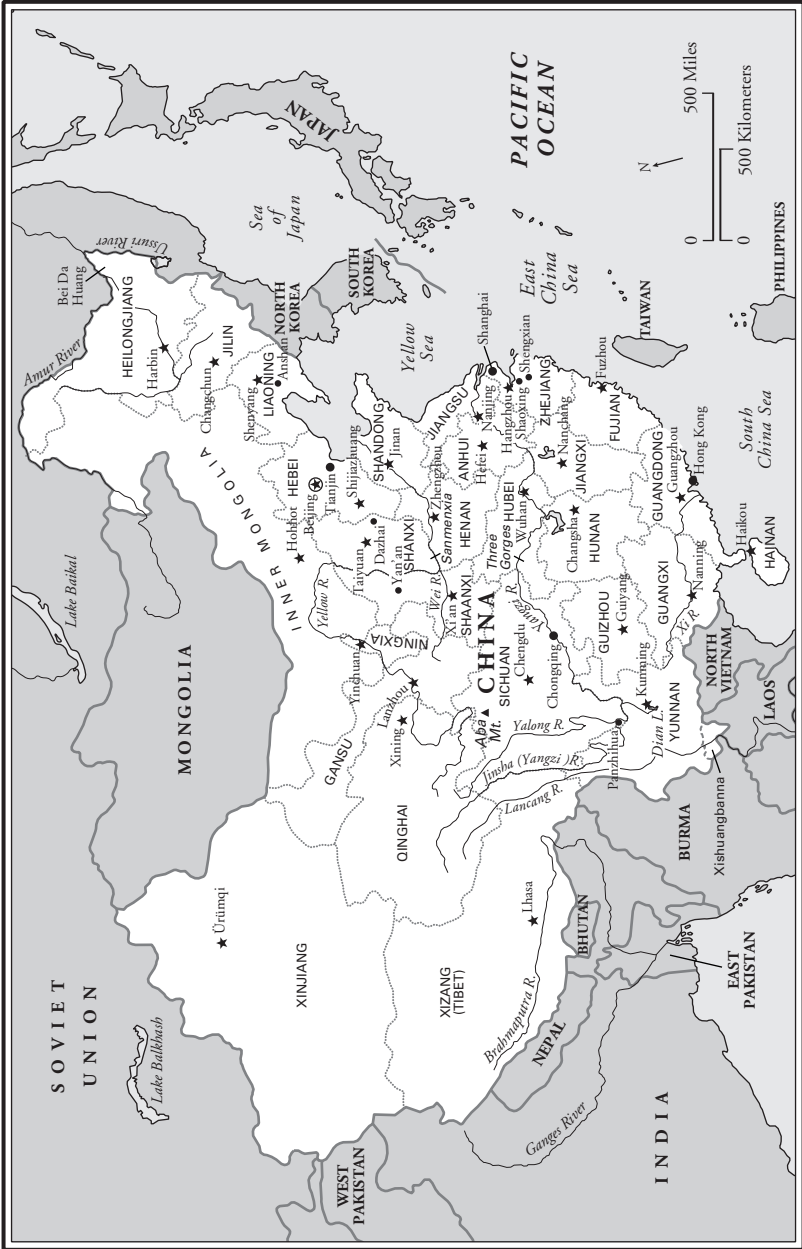 SOVIET
UNION
Lake Balkhash
Lake Baikal
MONGOLIA
Amur River
Ussuri River
Bei Da
Huang
HEILONGJIANG
Harbin
Changchun
JILIN
Shenyang
LIAONING
Anshan
NORTH
KOREA
SOUTH
KOREA
Sea
of
Japan
JAPAN
PACIFIC
OCEAN
INNER MONGOLIA
Hohhot
HEBEI
Beijing
Tianjin
Shijiazhuang
Taiyuan
Dazhai
Yan'an
SHANXI
SHANDONG
Jinan
Yellow
Sea
Yellow R.
Yinchuan
NINGXIA
Lanzhou
Xining
GANSU
QINGHAI
Ürümqi
XINJIANG
XIZANG
(TIBET)
Lhasa
Brahmaputra R.
Wei R.
Xi'an
SHAANXI
Sanmenxia
Zhengzhou
HENAN
JIANGSU
ANHUI
Hefei
Nanjing
Shanghai
Hangzhou
Shaoxing
Shengxian
ZHEJIANG
East
China
Sea
CHINA
Aba
Mt.
SICHUAN
Chengdu
Chongqing
Three
Gorges
Yangzi R.
HUBEI
Wuhan
Changsha
HUNAN
Nanchang
JIANGXI
FUJIAN
Fuzhou
TAIWAN
Yalong R.
Jinsha (Yangzi) R.
Lancang R.
Panzhihua
Dian L.
Kunming
YUNNAN
GUIZHOU
Guiyang
GUANGXI
Nanning
Xi R.
GUANGDONG
Guangzhou
Hong Kong
Haikou
HAINAN
South
China Sea
PHILIPPINES
Xishuangbanna
NORTH
VIETNAM
LAOS
BURMA
BHUTAN
NEPAL
EAST
PAKISTAN
Ganges River
INDIA
WEST
PAKISTAN
N
0
500 Miles
0
500 Kilometers